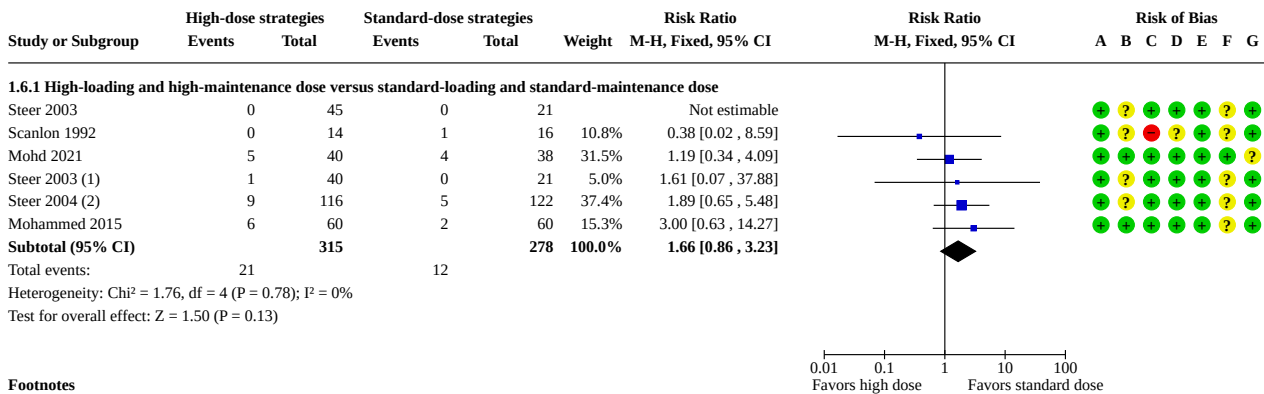 High-dose strategies Standard-dose strategies Risk Ratio Risk Ratio Risk of Bias
Study or Subgroup Events Total Events Total Weight M-H, Fixed, 95% CI M-H, Fixed, 95% CI A B C D E F G
1.6.1 High-loading and high-maintenance dose versus standard-loading and standard-maintenance dose
Steer 2003 0 45 0 21 Not estimable + ? + + + ? +
Scanlon 1992 0 14 1 16 10.8% 0.38 [0.02 , 8.59] + ? − ? + ? +
Mohd 2021 5 40 4 38 31.5% 1.19 [0.34 , 4.09] + + + + + + ?
Steer 2003 (1) 1 40 0 21 5.0% 1.61 [0.07 , 37.88] + ? + + + ? +
Steer 2004 (2) 9 116 5 122 37.4% 1.89 [0.65 , 5.48] + ? + + + ? +
Mohammed 2015 6 60 2 60 15.3% 3.00 [0.63 , 14.27] + + + + + ? +
Subtotal (95% CI) 315 278 100.0% 1.66 [0.86 , 3.23]
Total events: 21 12
Heterogeneity: Chi² = 1.76, df = 4 (P = 0.78); I² = 0%
Test for overall effect: Z = 1.50 (P = 0.13)
0.01 0.1 1 10 100
Favors high dose Favors standard dose
Footnotes